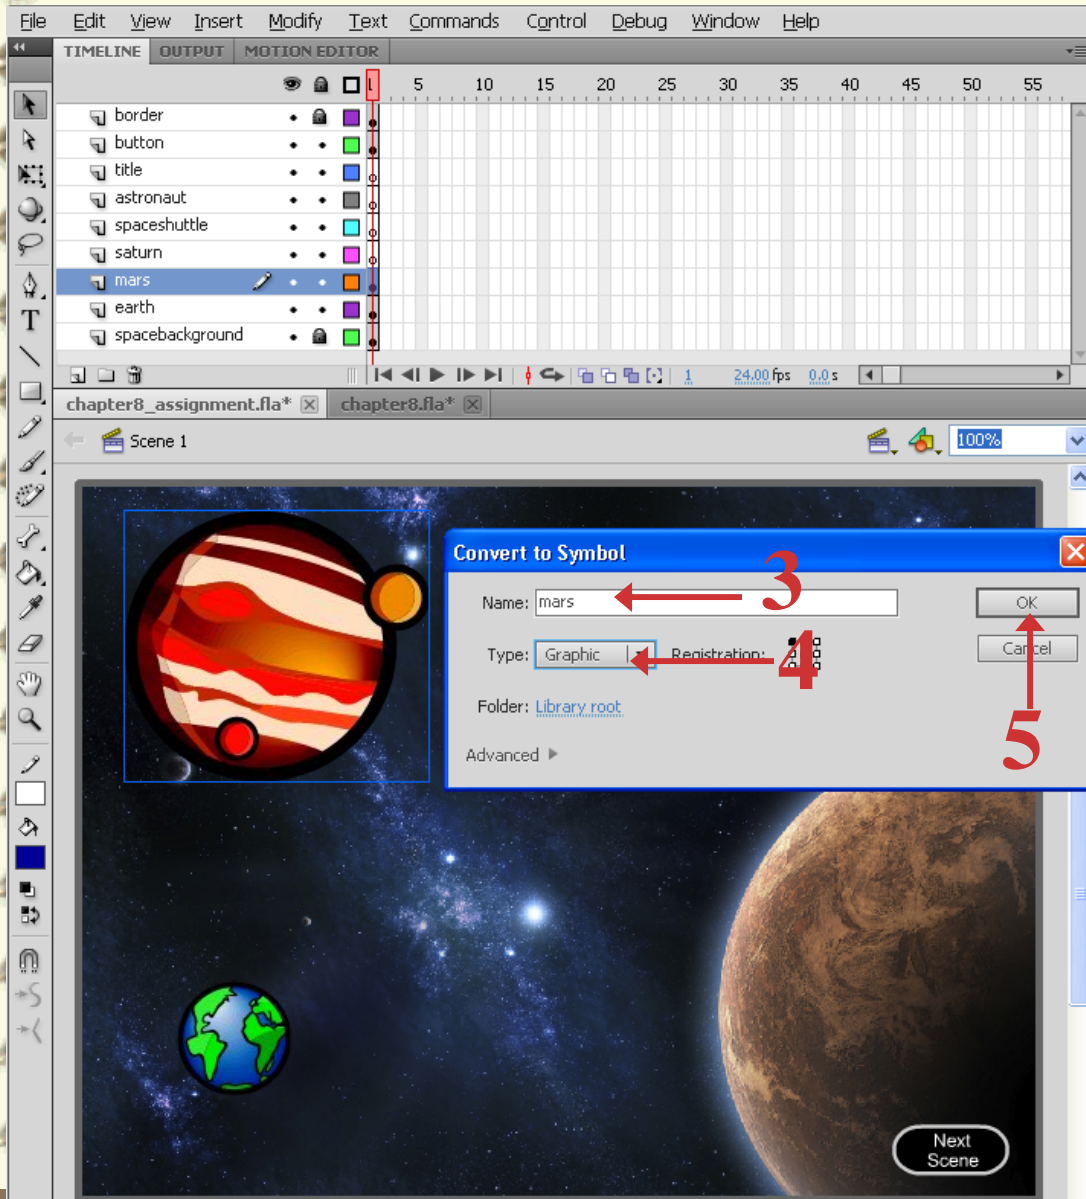 File Edit View Insert Modify Text Commands Control Debug Window Help
TIMELINE OUTPUT MOTION EDITOR
1 5 10 15 20 25 30 35 40 45 50 55
border
button
title
astronaut
spaceshuttle
saturn
mars
earth
spacebackground
1 24.00 fps 0.0 s
chapter8_assignment.fla* chapter8.fla*
Scene 1 100%
Convert to Symbol
Name: mars 3 OK
Type: Graphic Registration: 4 Cancel
Folder: Library root 5
Advanced
T
Next
Scene